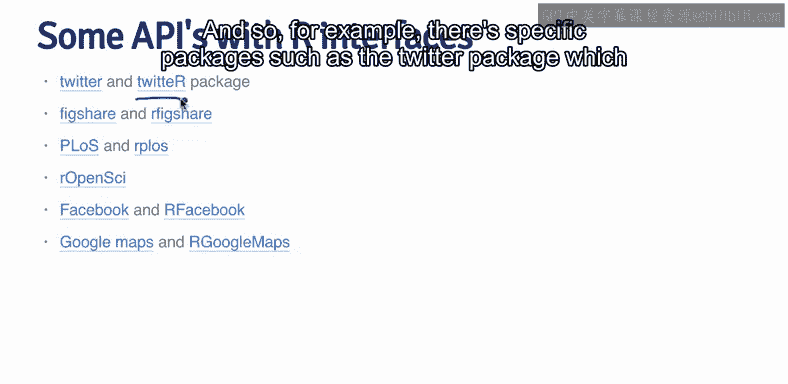 Some API's with R interfaces
And so, for example, there's specific
packages such as the twitter package which
· twitter and twitteR package
· figshare and rfigshare
· PLoS and rplos
· rOpenSci
· Facebook and RFacebook
· Google maps and RGoogleMaps